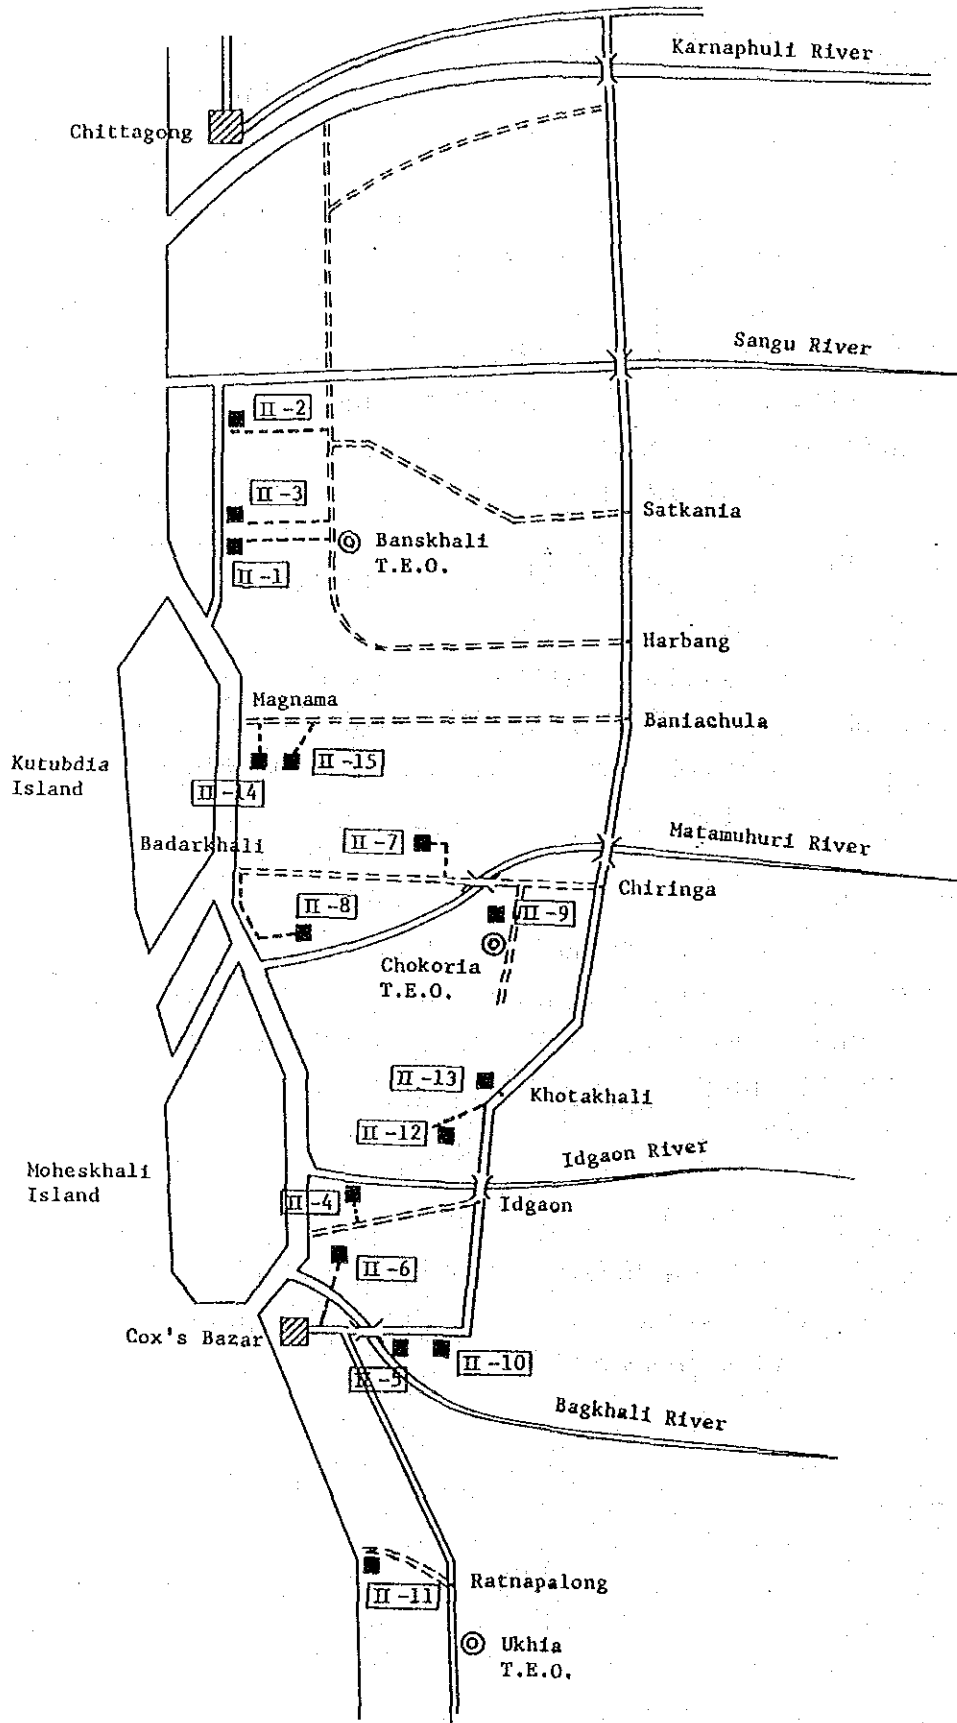 Karnaphuli River
Chittagong
Sangu River
II-2
II-3
Satkania
Banskhali
T.E.O.
II-1
Harbang
Magnama
Baniachula
Kutubdia
Island
II-15
II-14
Badarkhali
II-7
Matamuhuri River
Chiringa
II-8
II-9
Chokoria
T.E.O.
II-13
Khotakhali
II-12
Idgaon River
Moheskhali
Island
II-4
Idgaon
II-6
Cox's Bazar
II-10
II-5
Bagkhali River
Ratnapalong
II-11
Ukhia
T.E.O.